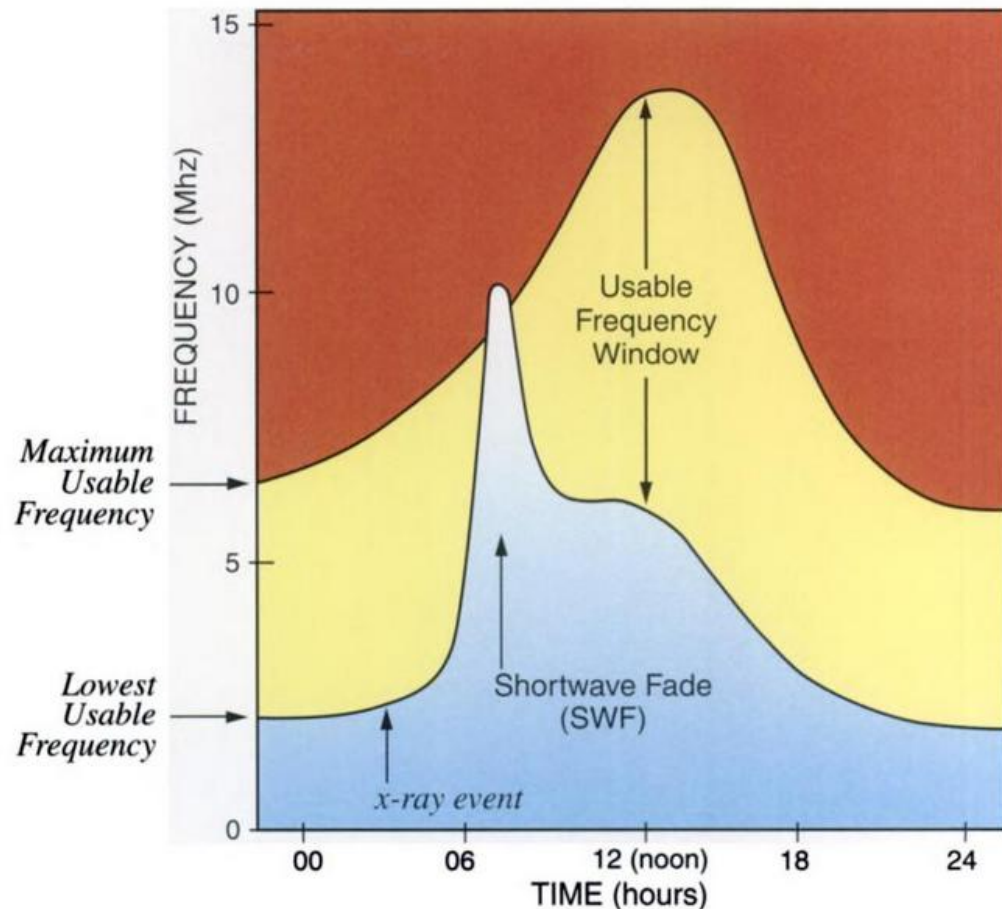 15
10
5
0
FREQUENCY (Mhz)
Maximum
Usable
Frequency
Lowest
Usable
Frequency
Usable
Frequency
Window
Shortwave Fade
(SWF)
x-ray event
00
06
12 (noon)
18
24
TIME (hours)